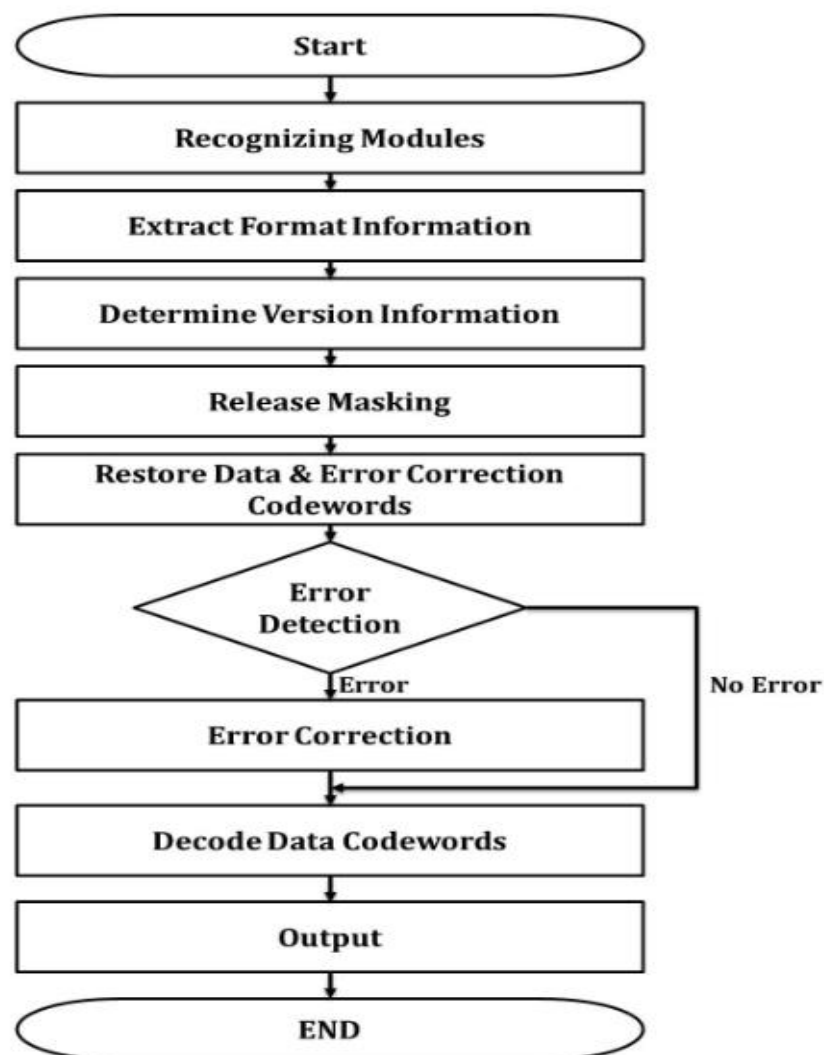 Start
Recognizing Modules
Extract Format Information
Determine Version Information
Release Masking
Restore Data & Error Correction
Codewords
Error
Detection
Error
No Error
Error Correction
Decode Data Codewords
Output
END